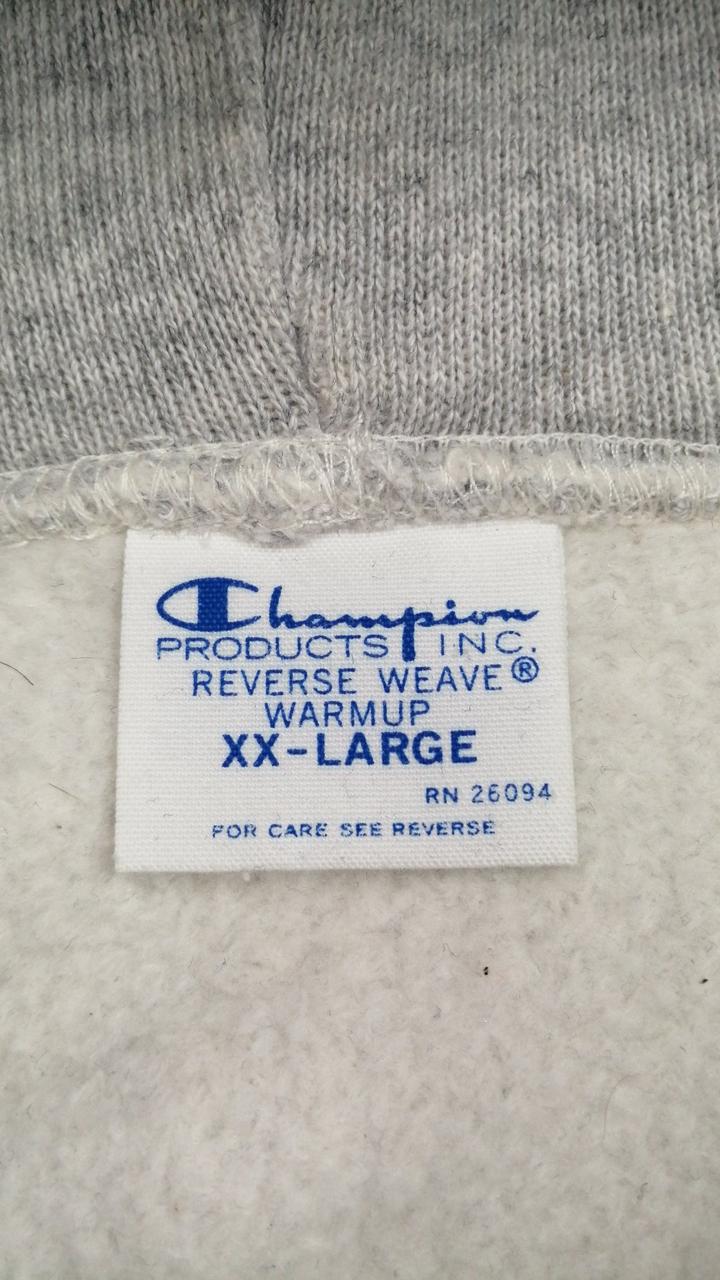 Champion
PRODUCTS INC.
REVERSE WEAVE®
WARMUP
XX-LARGE
RN 26094
FOR CARE SEE REVERSE